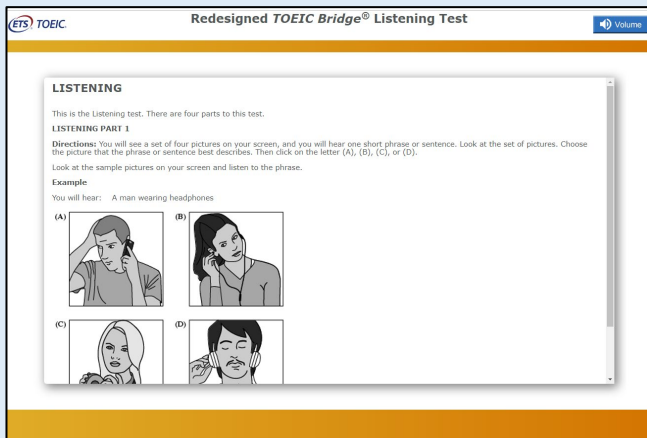 ETS TOEIC.
Redesigned TOEIC Bridge® Listening Test
Volume
LISTENING
This is the Listening test. There are four parts to this test.
LISTENING PART 1
Directions: You will see a set of four pictures on your screen, and you will hear one short phrase or sentence. Look at the set of pictures. Choose
the picture that the phrase or sentence best describes. Then click on the letter (A), (B), (C), or (D).
Look at the sample pictures on your screen and listen to the phrase.
Example
You will hear: A man wearing headphones
(A) (B)
(C) (D)